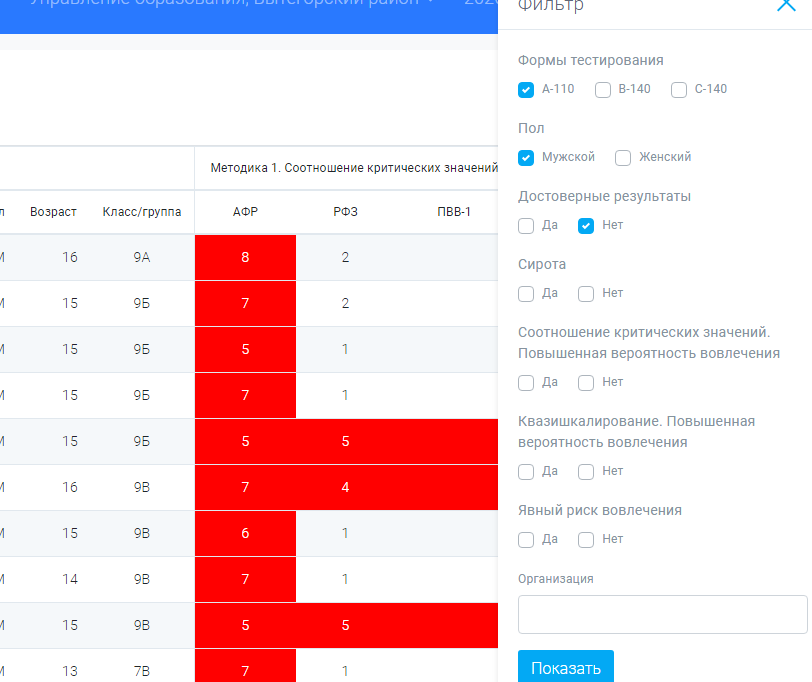 Управление образования, Вытегорский район
Фильтр
Формы тестирования
A-110 B-140 C-140
Пол
Мужской Женский
Достоверные результаты
Да Нет
Сирота
Да Нет
Соотношение критических значений.
Повышенная вероятность вовлечения
Да Нет
Квазишкалирование. Повышенная
вероятность вовлечения
Да Нет
Явный риск вовлечения
Да Нет
Организация
Показать
Методика 1. Соотношение критических значений
Возраст Класс/группа АФР РФЗ ПВВ-1
М 16 9А 8 2
М 15 9Б 7 2
М 15 9Б 5 1
М 15 9Б 7 1
М 15 9Б 5 5
М 16 9В 7 4
М 15 9В 6 1
М 14 9В 7 1
М 15 9В 5 5
М 13 7В 7 1